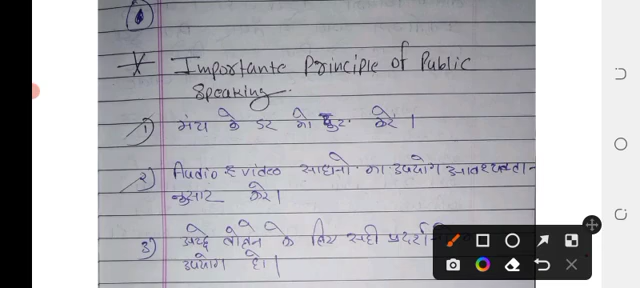 Importante Principle of Public
Speaking
1) मंच के डर को दूर करें।
2) Audio & video साधनो का उपयोग आवश्यकता-
नुसार करे।
3) अच्छे बोलने के लिए सही
उपयोग हो।